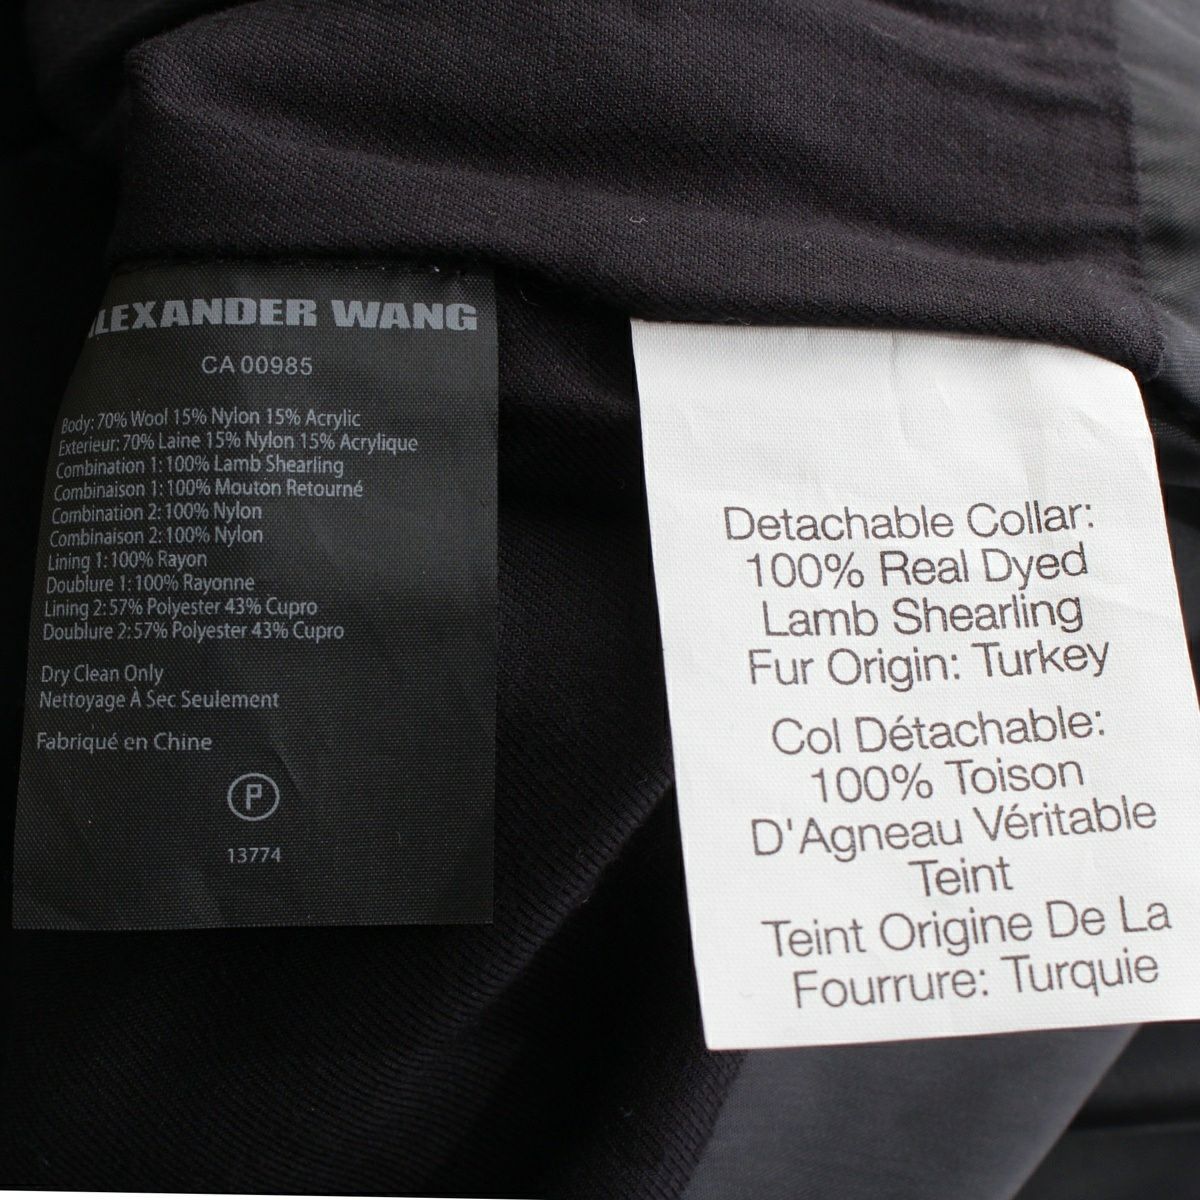 ALEXANDER WANG
CA 00985
Body: 70% Wool 15% Nylon 15% Acrylic
Exterieur: 70% Laine 15% Nylon 15% Acrylique
Combination 1: 100% Lamb Shearling
Combinaison 1: 100% Mouton Retourné
Combination 2: 100% Nylon
Combinaison 2: 100% Nylon
Lining 1: 100% Rayon
Doublure 1: 100% Rayonne
Lining 2: 57% Polyester 43% Cupro
Doublure 2: 57% Polyester 43% Cupro
Dry Clean Only
Nettoyage À Sec Seulement
Fabriqué en Chine
P
13774
Detachable Collar:
100% Real Dyed
Lamb Shearling
Fur Origin: Turkey
Col Détachable:
100% Toison
D'Agneau Véritable
Teint
Teint Origine De La
Fourrure: Turquie